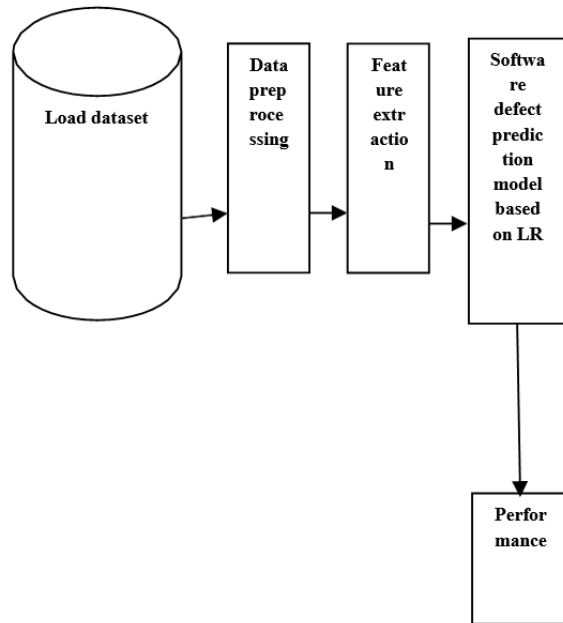 Load dataset
Data
prep
roce
ssing
Feat
ure
extr
actio
n
Softwa
re
defect
predic
tion
model
based
on LR
Perfor
mance